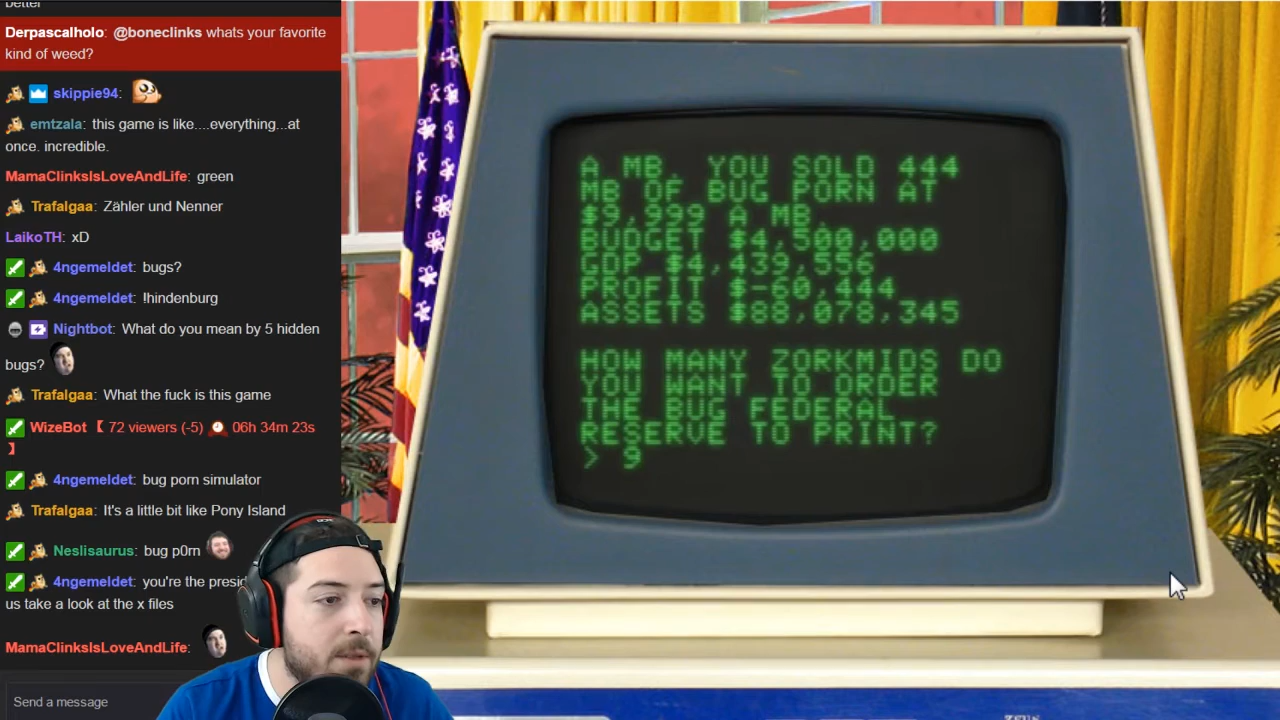 better
Derpascalholo: @boneclinks whats your favorite
kind of weed?
skippie94:
emtzala: this game is like....everything...at
once. incredible.
MamaClinksIsLoveAndLife: green
Trafalgaa: Zähler und Nenner
LaikoTH: xD
4ngemeldet: bugs?
4ngemeldet: !hindenburg
Nightbot: What do you mean by 5 hidden
bugs?
Trafalgaa: What the fuck is this game
WizeBot 【 72 viewers (-5) 06h 34m 23s
】
4ngemeldet: bug porn simulator
Trafalgaa: It's a little bit like Pony Island
Neslisaurus: bug p0rn
4ngemeldet: you're the presid
us take a look at the x files
MamaClinksIsLoveAndLife:
Send a message
A MB. YOU SOLD 444
MB OF BUG PORN AT
$9,999 A MB.
BUDGET $4,500,000
GDP $4,439,556
PROFIT $-60,444
ASSETS $88,078,345
HOW MANY ZORKMIDS DO
YOU WANT TO ORDER
THE BUG FEDERAL
RESERVE TO PRINT?
> 9